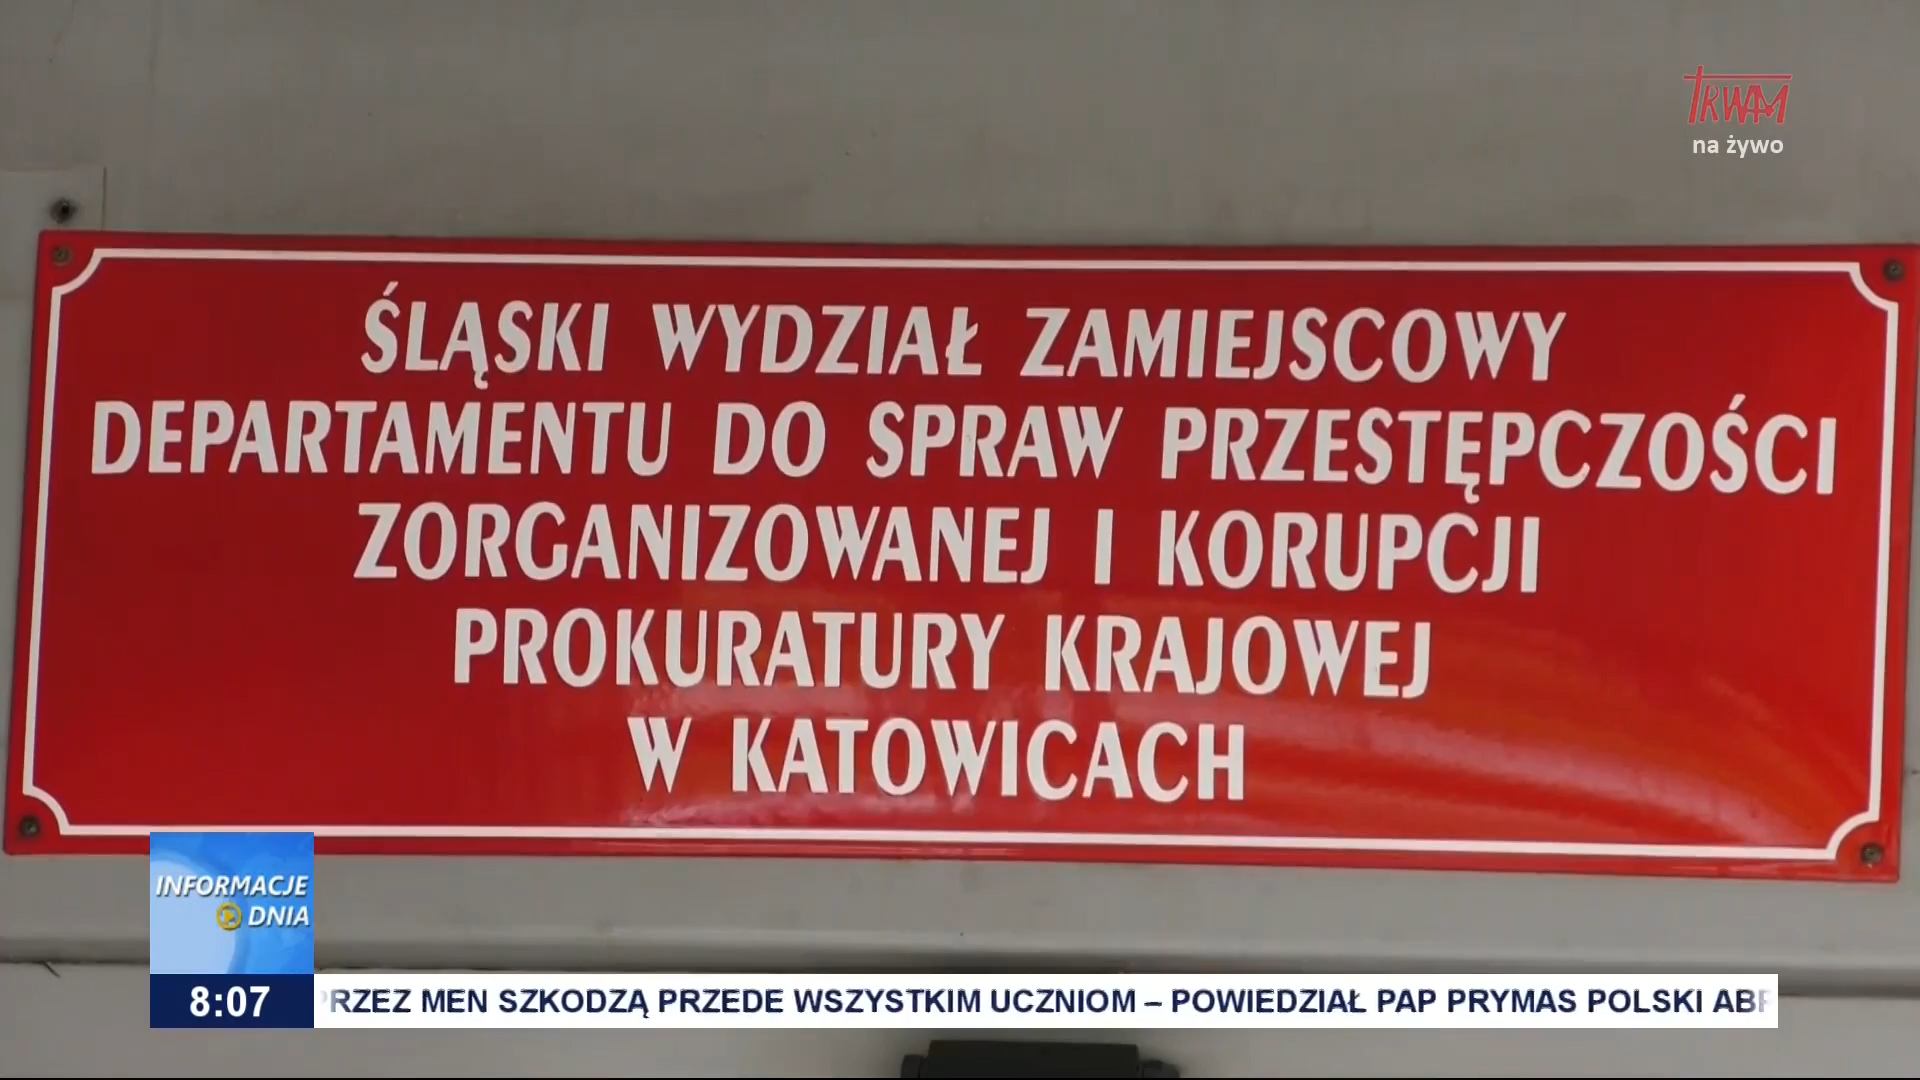 TRWAM
na żywo
ŚLĄSKI WYDZIAŁ ZAMIEJSCOWY
DEPARTAMENTU DO SPRAW PRZESTĘPCZOŚCI
ZORGANIZOWANEJ I KORUPCJI
PROKURATURY KRAJOWEJ
W KATOWICACH
INFORMACJE
DNIA
8:07 PRZEZ MEN SZKODZĄ PRZEDE WSZYSTKIM UCZNIOM – POWIEDZIAŁ PAP PRYMAS POLSKI